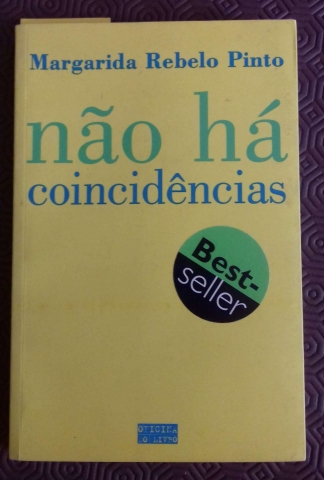 Margarida Rebelo Pinto
não há
coincidências
Best-
seller
OFICINA
DO LIVRO